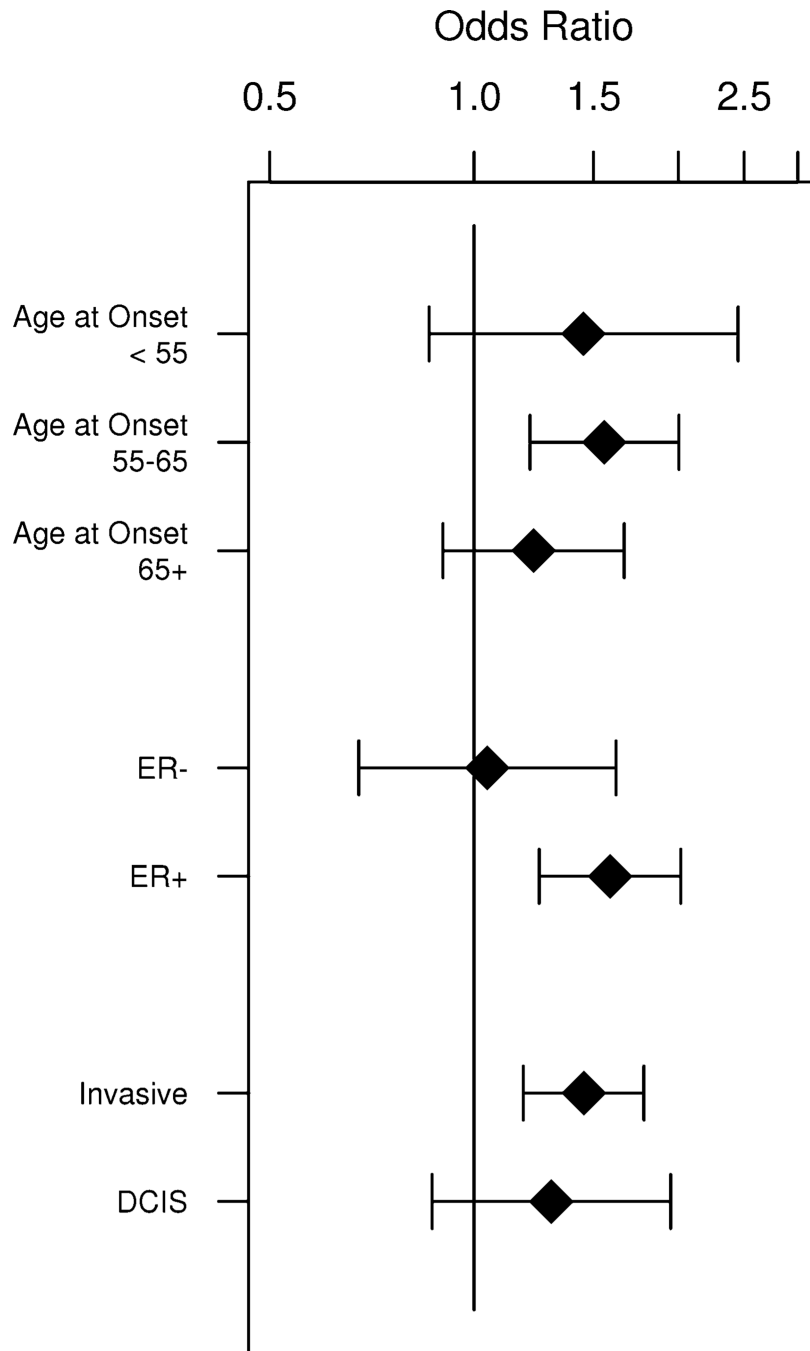 Odds Ratio
0.5 1.0 1.5 2.5
Age at Onset
< 55
Age at Onset
55-65
Age at Onset
65+
ER-
ER+
Invasive
DCIS